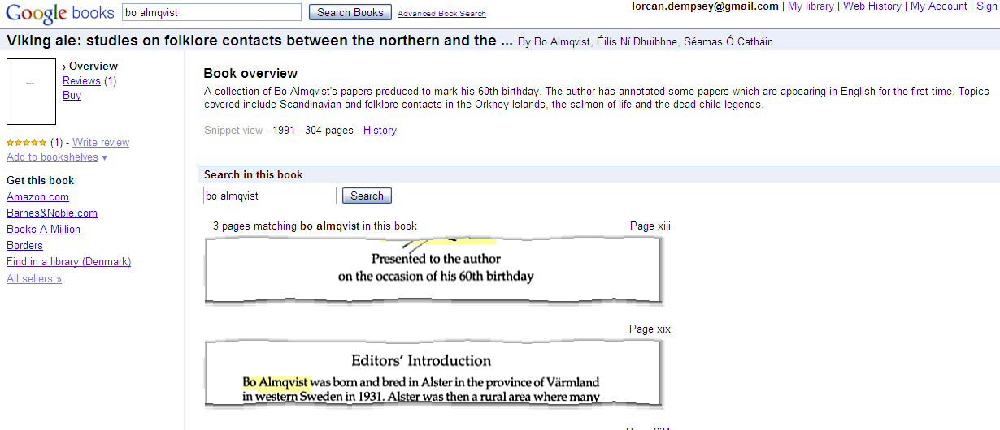 Google books bo almqvist Search Books Advanced Book Search lorcan.dempsey@gmail.com | My library | Web History | My Account | Sign
Viking ale: studies on folklore contacts between the northern and the ... By Bo Almqvist, Éilís Ní Dhuibhne, Séamas Ó Catháin
› Overview
Reviews (1)
Buy
(1) - Write review
Add to bookshelves ▼
Get this book
Amazon.com
Barnes&Noble.com
Books-A-Million
Borders
Find in a library (Denmark)
All sellers »
Book overview
A collection of Bo Almqvist's papers produced to mark his 60th birthday. The author has annotated some papers which are appearing in English for the first time. Topics
covered include Scandinavian and folklore contacts in the Orkney Islands, the salmon of life and the dead child legends.
Snippet view - 1991 - 304 pages - History
Search in this book
bo almqvist Search
3 pages matching bo almqvist in this book Page xiii
Presented to the author
on the occasion of his 60th birthday
Page xix
Editors' Introduction
Bo Almqvist was born and bred in Alster in the province of Värmland
in western Sweden in 1931. Alster was then a rural area where many